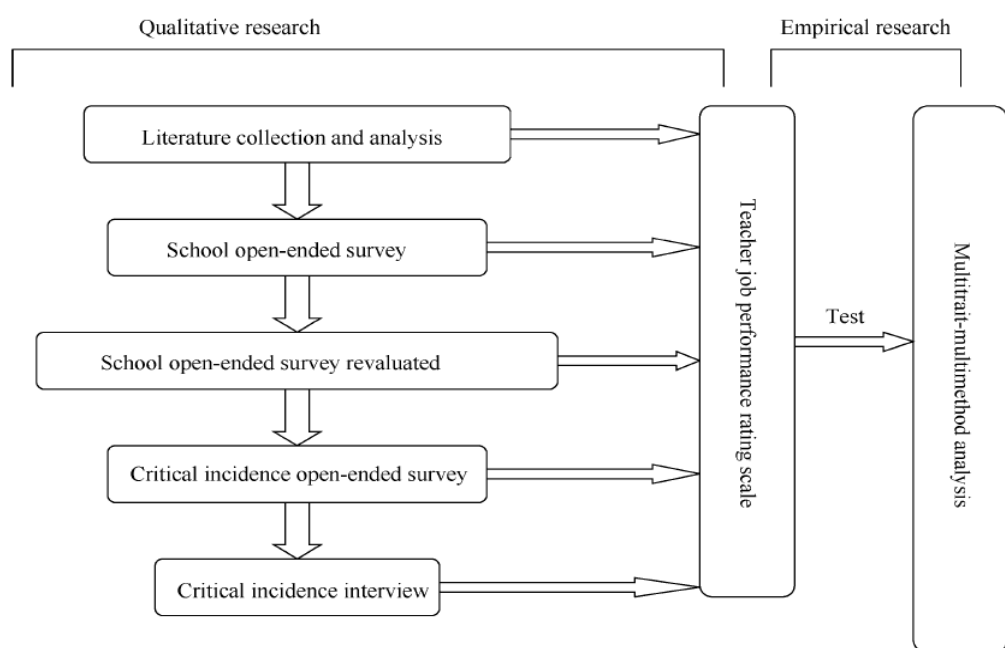 Qualitative research
Empirical research
Literature collection and analysis
School open-ended survey
School open-ended survey revaluated
Critical incidence open-ended survey
Critical incidence interview
Teacher job performance rating scale
Test
Multitrait-multimethod analysis